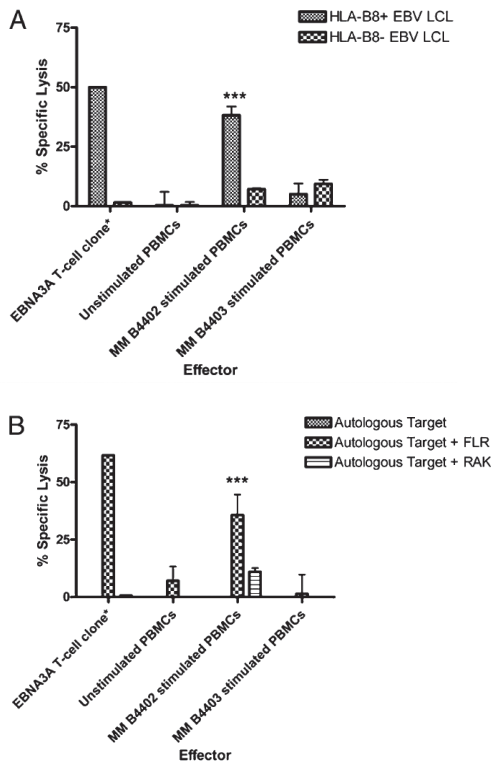 A
HLA-B8+ EBV LCL
HLA-B8- EBV LCL
% Specific Lysis
75
50
25
0
***
EBNA3A T-cell clone*
Unstimulated PBMCs
MM B4402 stimulated PBMCs
MM B4403 stimulated PBMCs
Effector
B
Autologous Target
Autologous Target + FLR
Autologous Target + RAK
% Specific Lysis
75
50
25
0
***
EBNA3A T-cell clone*
Unstimulated PBMCs
MM B4402 stimulated PBMCs
MM B4403 stimulated PBMCs
Effector